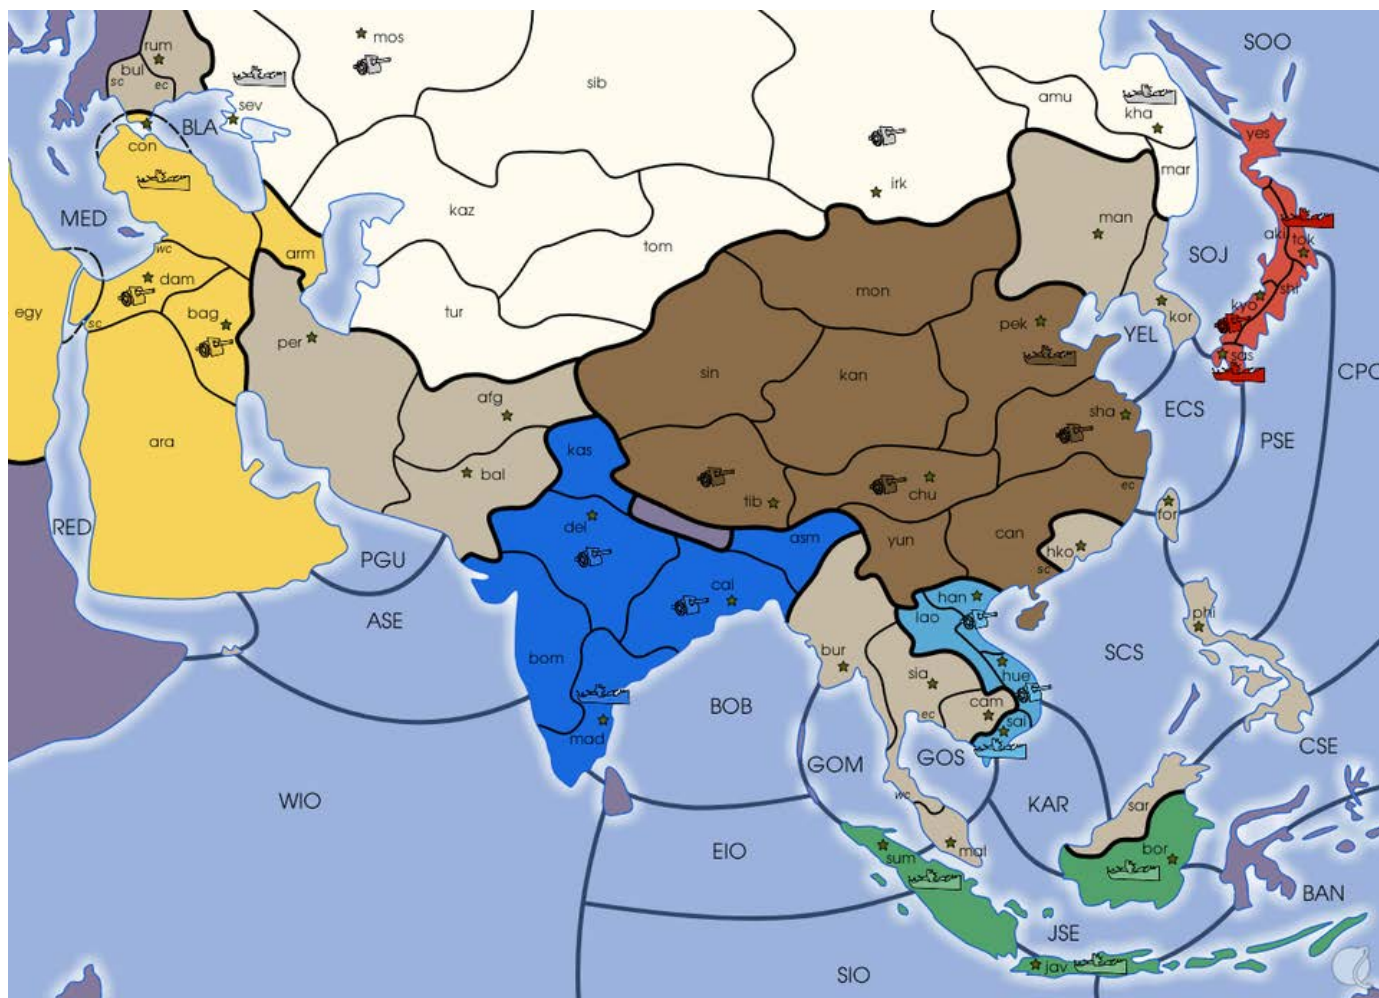 mos
SOO
rum
bul
sc
ec
sib
amu
kha
sev
BLA
con
yes
mar
irk
MED
kaz
man
tom
aki
tok
SOJ
wc
arm
dam
mon
shi
kyo
egy
bag
tur
pek
kor
sc
per
YEL
sas
sin
kan
CPO
afg
sha
ECS
PSE
ara
kas
bal
ec
tib
chu
for
RED
del
asm
yun
can
PGU
hko
sc
cal
han
ASE
lao
phi
bom
bur
sia
hue
SCS
BOB
ec
cam
sai
mad
CSE
GOM
GOS
WIO
wc
KAR
sar
EIO
sum
mal
bor
BAN
JSE
SIO
jav